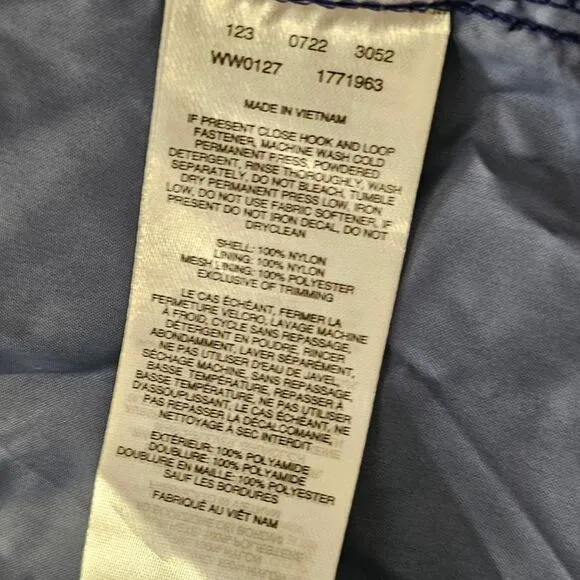 123 0722 3052
WW0127 1771963
MADE IN VIETNAM
IF PRESENT CLOSE HOOK AND LOOP
FASTENER, MACHINE WASH COLD
PERMANENT PRESS, POWDERED
DETERGENT, RINSE THOROUGHLY, WASH
SEPARATELY, DO NOT BLEACH, TUMBLE
DRY PERMANENT PRESS LOW, IRON
LOW, DO NOT USE FABRIC SOFTENER, IF
PRESENT DO NOT IRON DECAL, DO NOT
DRYCLEAN
SHELL: 100% NYLON
LINING: 100% NYLON
MESH LINING: 100% POLYESTER
EXCLUSIVE OF TRIMMING
LE CAS ÉCHÉANT, FERMER LA
FERMETURE VELCRO, LAVAGE MACHINE
À FROID, CYCLE SANS REPASSAGE,
DÉTERGENT EN POUDRE, RINCER
ABONDAMMENT, LAVER SÉPARÉMENT,
NE PAS UTILISER D'EAU DE JAVEL,
SÉCHAGE MACHINE, SANS REPASSAGE,
BASSE TEMPÉRATURE, REPASSER À
BASSE TEMPÉRATURE, NE PAS UTILISER
D'ASSOUPLISSANT, LE CAS ÉCHÉANT, NE
PAS REPASSER LA DÉCALCOMANIE,
NETTOYAGE À SEC INTERDIT
EXTÉRIEUR: 100% POLYAMIDE
DOUBLURE: 100% POLYAMIDE
DOUBLURE EN MAILLE: 100% POLYESTER
SAUF LES BORDURES
FABRIQUÉ AU VIÊT NAM